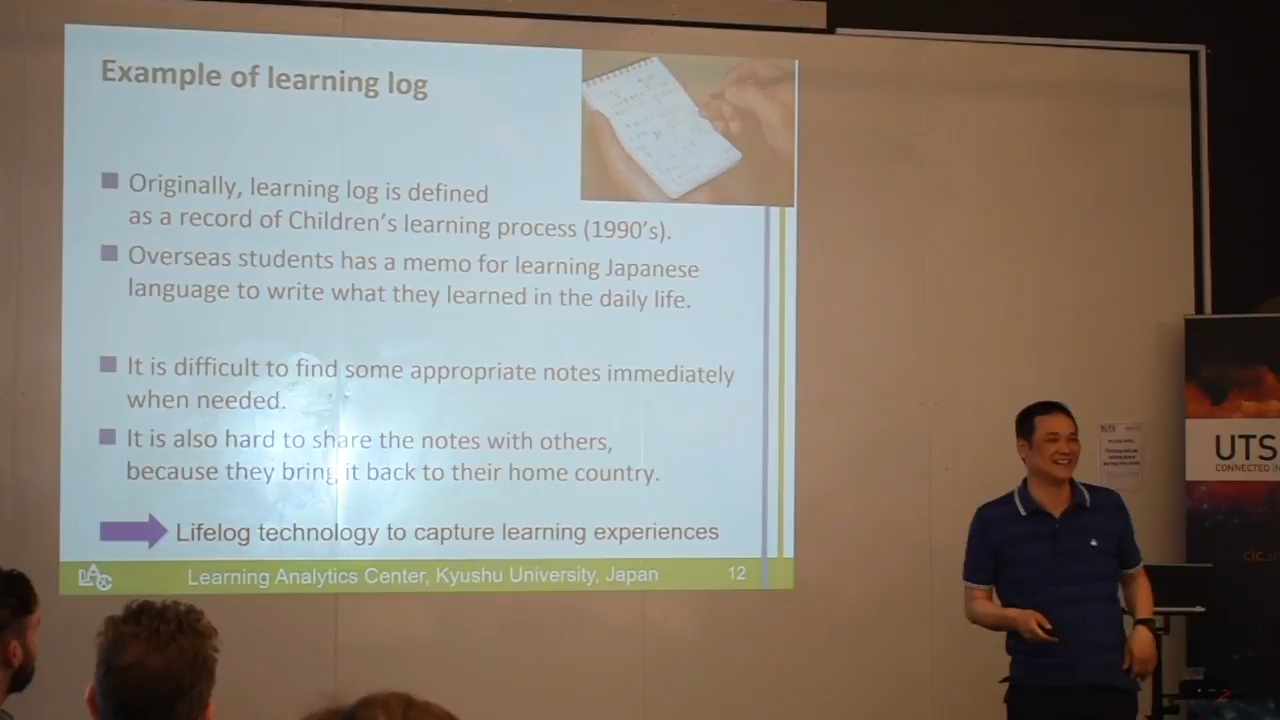 Example of learning log
Originally, learning log is defined
as a record of Children's learning process (1990's).
Overseas students has a memo for learning Japanese
language to write what they learned in the daily life.
It is difficult to find some appropriate notes immediately
when needed.
It is also hard to share the notes with others,
because they bring it back to their home country.
Lifelog technology to capture learning experiences
Learning Analytics Center, Kyushu University, Japan
12
UTS
UTS
CONNECTED IN
cic.